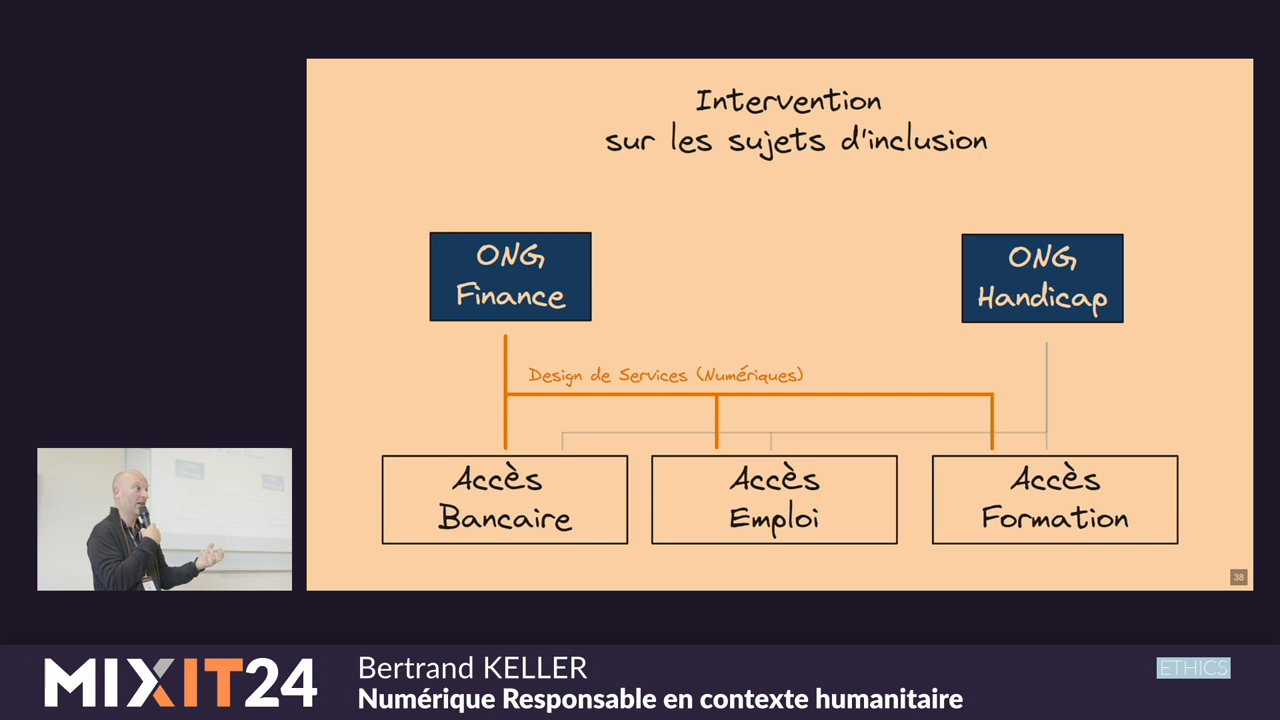 Intervention
sur les sujets d'inclusion
ONG
Finance
ONG
Handicap
Design de Services (Numériques)
Accès
Bancaire
Accès
Emploi
Accès
Formation
38
MIXIT24
Bertrand KELLER
Numérique Responsable en contexte humanitaire
ETHICS